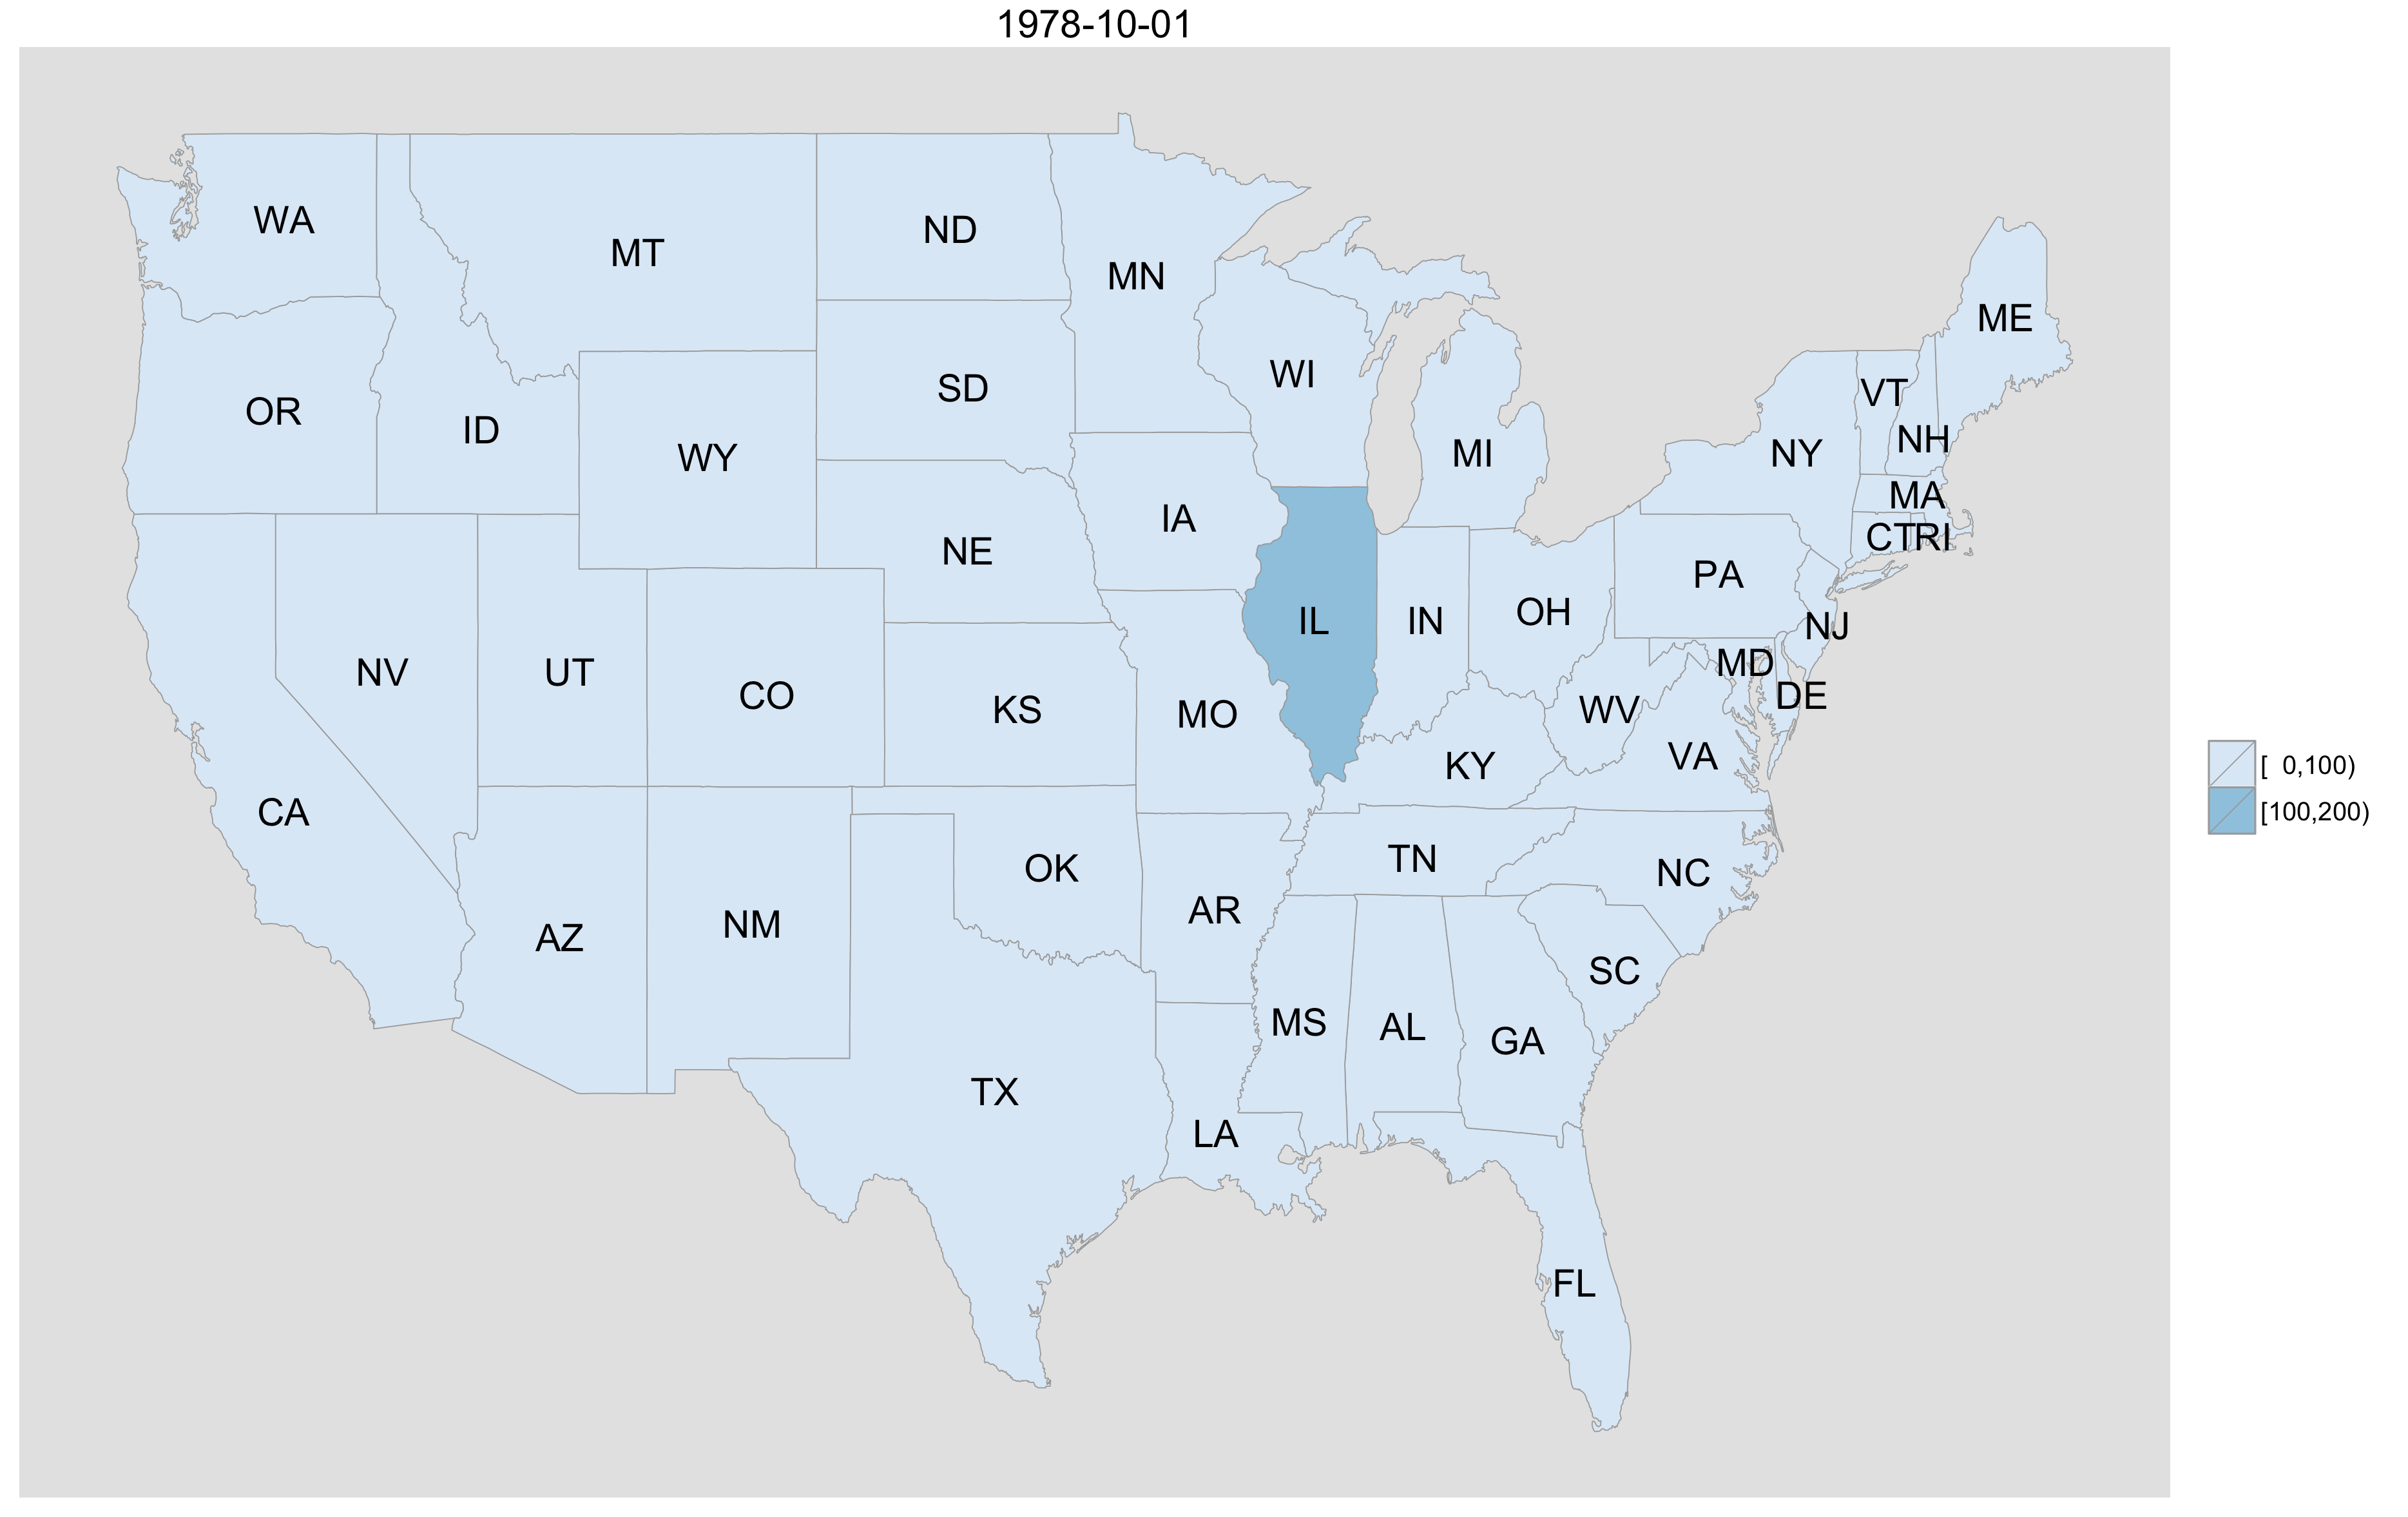 1978-10-01
WA
MT
ND
MN
ME
OR
ID
WY
SD
WI
MI
NY
VT
NH
MA
CT
RI
NE
IA
PA
NV
UT
CO
KS
MO
IL
IN
OH
NJ
MD
DE
WV
VA
KY
[ 0,100)
[100,200)
CA
AZ
NM
OK
AR
TN
NC
SC
TX
LA
MS
AL
GA
FL